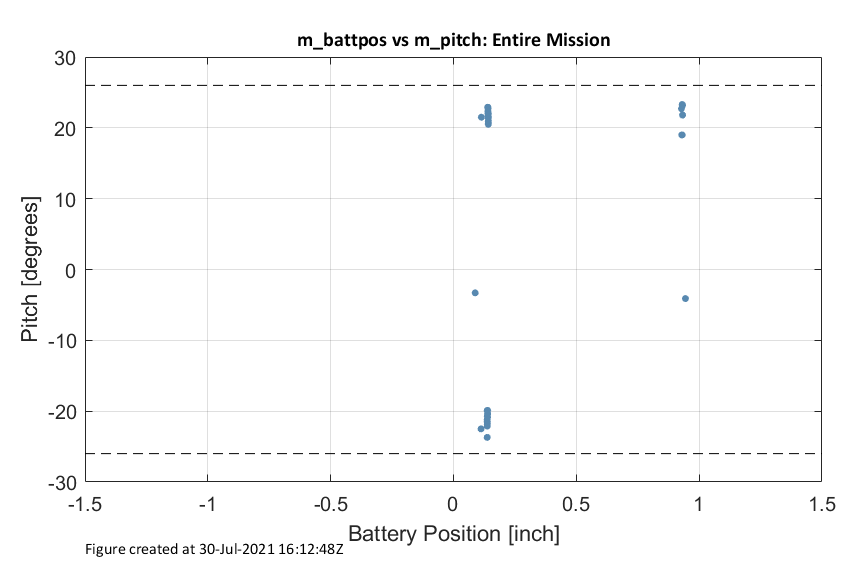 m_battpos vs m_pitch: Entire Mission
30
20
10
0
-10
-20
-30
Pitch [degrees]
-1.5 -1 -0.5 0 0.5 1 1.5
Battery Position [inch]
Figure created at 30-Jul-2021 16:12:48Z